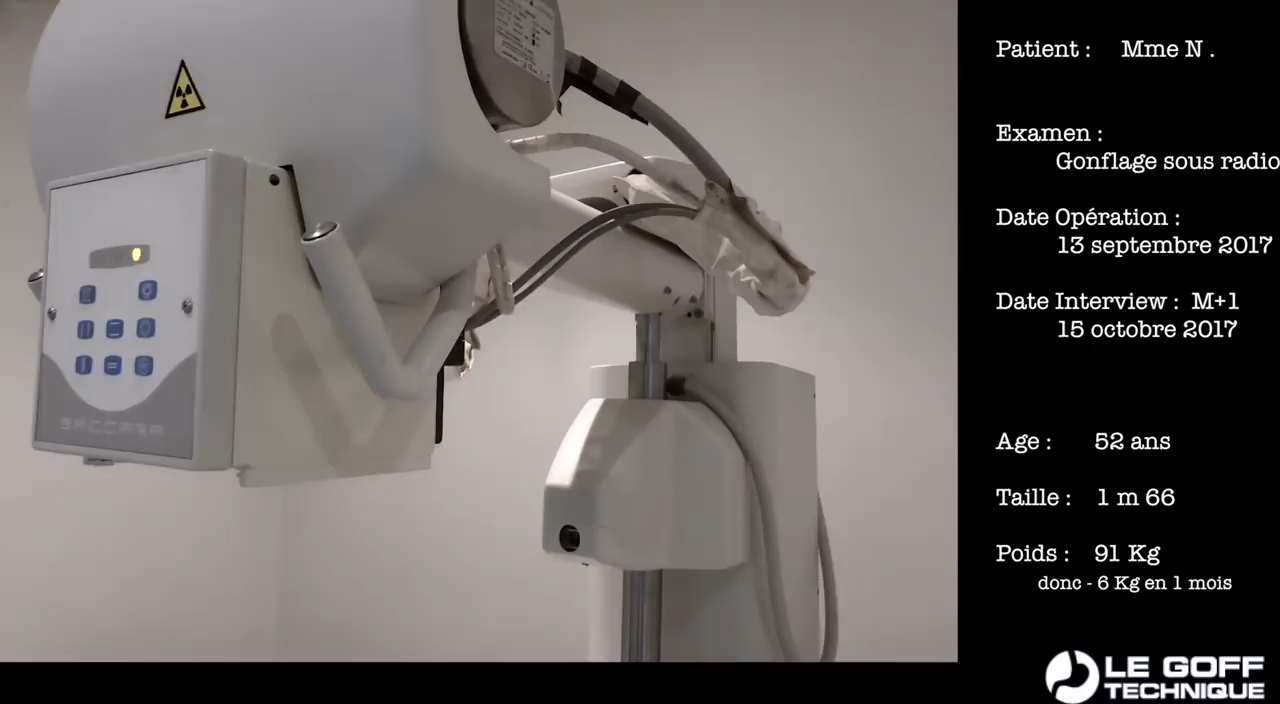 Patient : Mme N .
Examen :
Gonflage sous radio
Date Opération :
13 septembre 2017
Date Interview : M+1
15 octobre 2017
Age : 52 ans
Taille : 1 m 66
Poids : 91 Kg
donc - 6 Kg en 1 mois
BACCARA
LE GOFF
TECHNIQUE